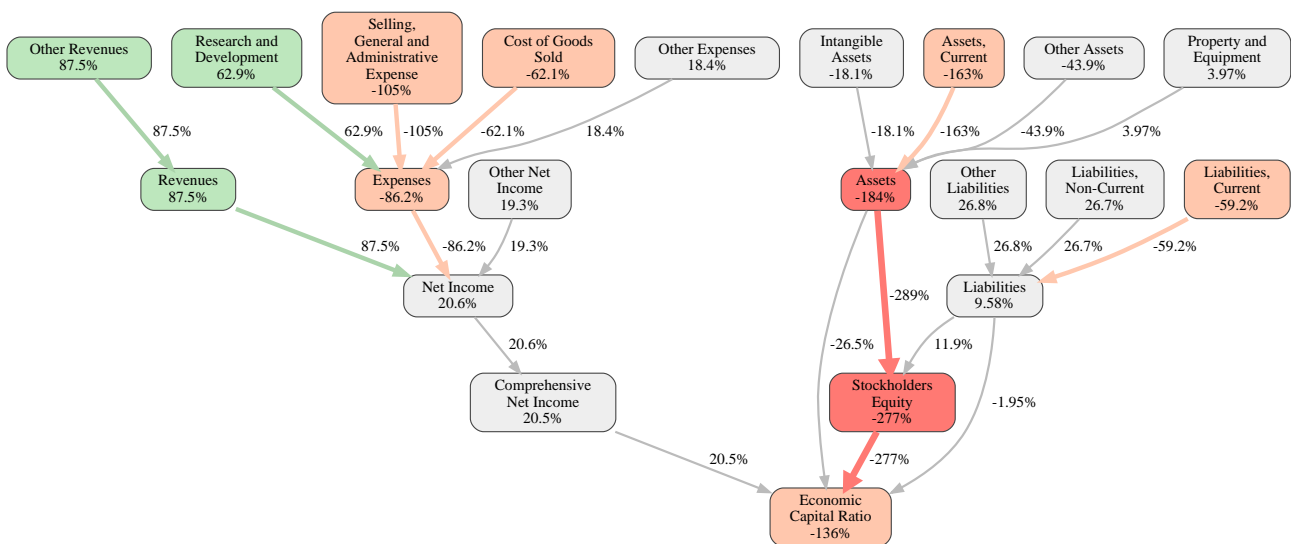 Other Revenues
87.5%
Research and
Development
62.9%
Selling,
General and
Administrative
Expense
-105%
Cost of Goods
Sold
-62.1%
Other Expenses
18.4%
Intangible
Assets
-18.1%
Assets,
Current
-163%
Other Assets
-43.9%
Property and
Equipment
3.97%
87.5%
62.9%
-105%
-62.1%
18.4%
-18.1%
-163%
-43.9%
3.97%
Revenues
87.5%
Expenses
-86.2%
Other Net
Income
19.3%
Assets
-184%
Other
Liabilities
26.8%
Liabilities,
Non-Current
26.7%
Liabilities,
Current
-59.2%
87.5%
-86.2%
19.3%
26.8%
26.7%
-59.2%
Net Income
20.6%
Liabilities
9.58%
-289%
20.6%
-26.5%
11.9%
Comprehensive
Net Income
20.5%
Stockholders
Equity
-277%
-1.95%
20.5%
-277%
Economic
Capital Ratio
-136%